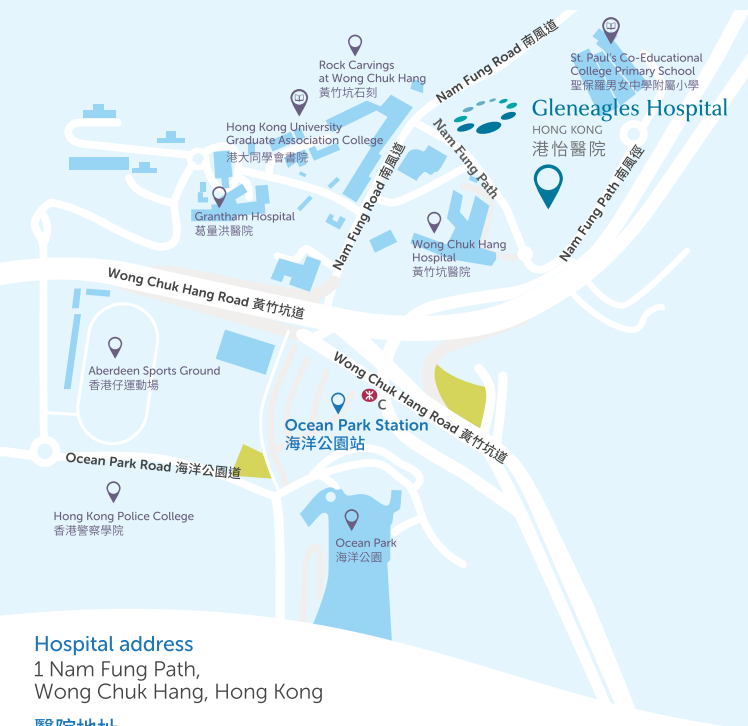 Nam Fung Road 南風道
Rock Carvings
at Wong Chuk Hang
黃竹坑石刻
St. Paul's Co-Educational
College Primary School
聖保羅男女中學附屬小學
Gleneagles Hospital
HONG KONG
港怡醫院
Hong Kong University
Graduate Association College
港大同學會書院
Nam Fung Path
Nam Fung Road 南風道
Nam Fung Path 南風徑
Grantham Hospital
葛量洪醫院
Wong Chuk Hang
Hospital
黃竹坑醫院
Wong Chuk Hang Road 黃竹坑道
Aberdeen Sports Ground
香港仔運動場
Wong Chuk Hang Road 黃竹坑道
C
Ocean Park Station
海洋公園站
Ocean Park Road 海洋公園道
Hong Kong Police College
香港警察學院
Ocean Park
海洋公園
Hospital address
1 Nam Fung Path,
Wong Chuk Hang, Hong Kong
醫院地址